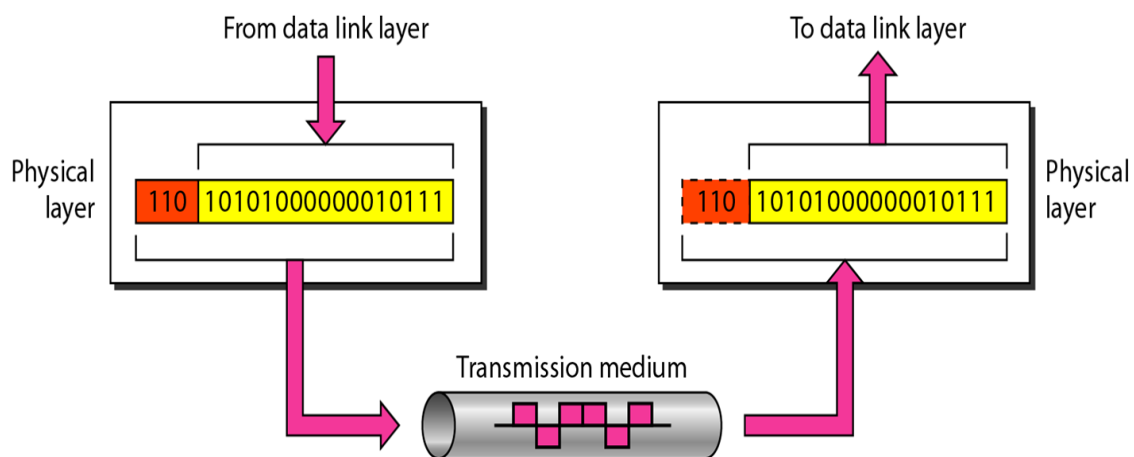 From data link layer
To data link layer
Physical
layer
110 10101000000010111
110 10101000000010111
Physical
layer
Transmission medium